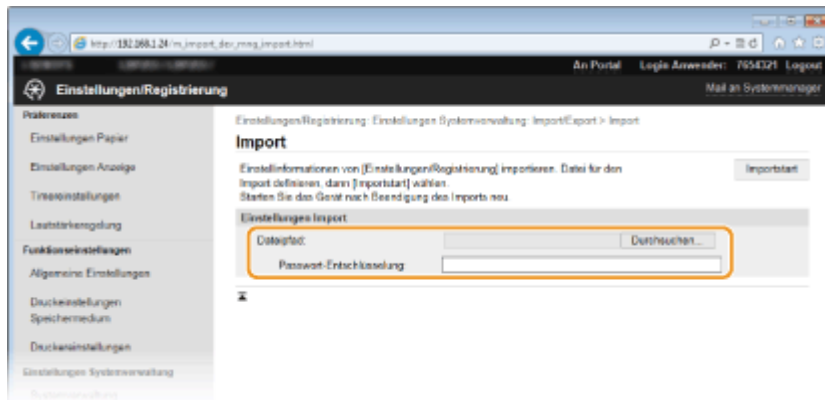 http://192.168.1.24/m_import_dev_mng_import.html
An Portal Login Anwender: 7654321 Logout
Einstellungen/Registrierung Mail an Systemmanager
Präferenzen
Einstellungen Papier
Einstellungen Anzeige
Timereinstellungen
Lautstärkeregelung
Funktionseinstellungen
Allgemeine Einstellungen
Druckeinstellungen
Speichermedium
Druckereinstellungen
Einstellungen Systemverwaltung
Systemverwaltung
Einstellungen/Registrierung: Einstellungen Systemverwaltung: Import/Export > Import
Import
Einstellinformationen von [Einstellungen/Registrierung] importieren. Datei für den
Import definieren, dann [Importstart] wählen.
Starten Sie das Gerät nach Beendigung des Imports neu.
Importstart
Einstellungen Import
Dateipfad: Durchsuchen...
Passwort-Entschlüsselung: